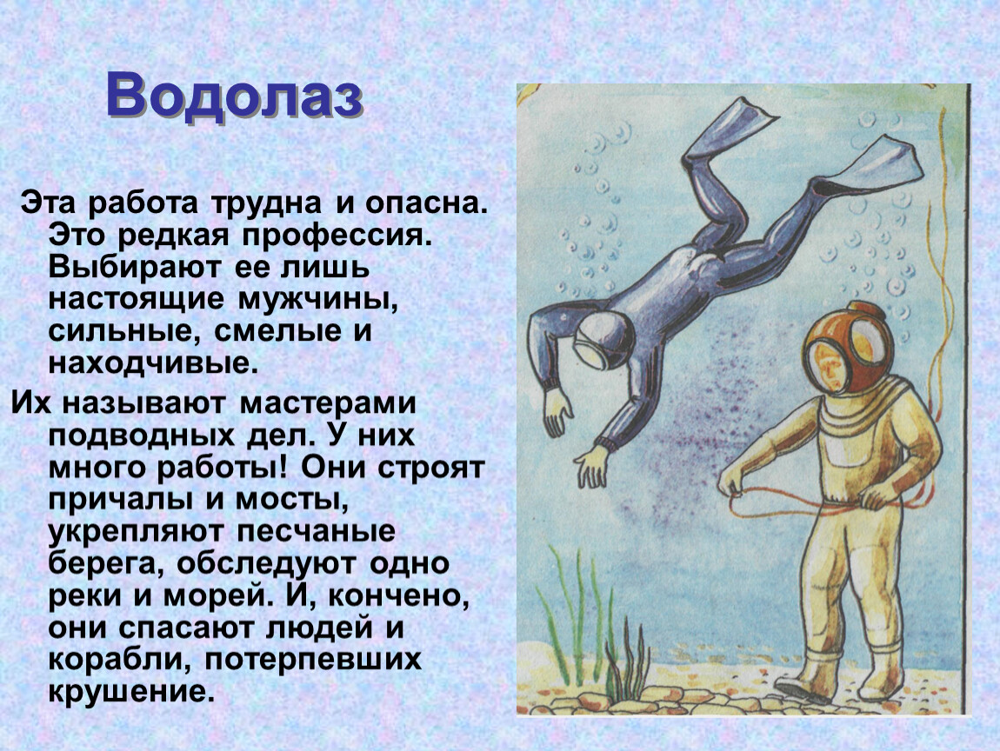 Водолаз
Эта работа трудна и опасна.
Это редкая профессия.
Выбирают ее лишь
настоящие мужчины,
сильные, смелые и
находчивые.
Их называют мастерами
подводных дел. У них
много работы! Они строят
причалы и мосты,
укрепляют песчаные
берега, обследуют одно
реки и морей. И, кончено,
они спасают людей и
корабли, потерпевших
крушение.